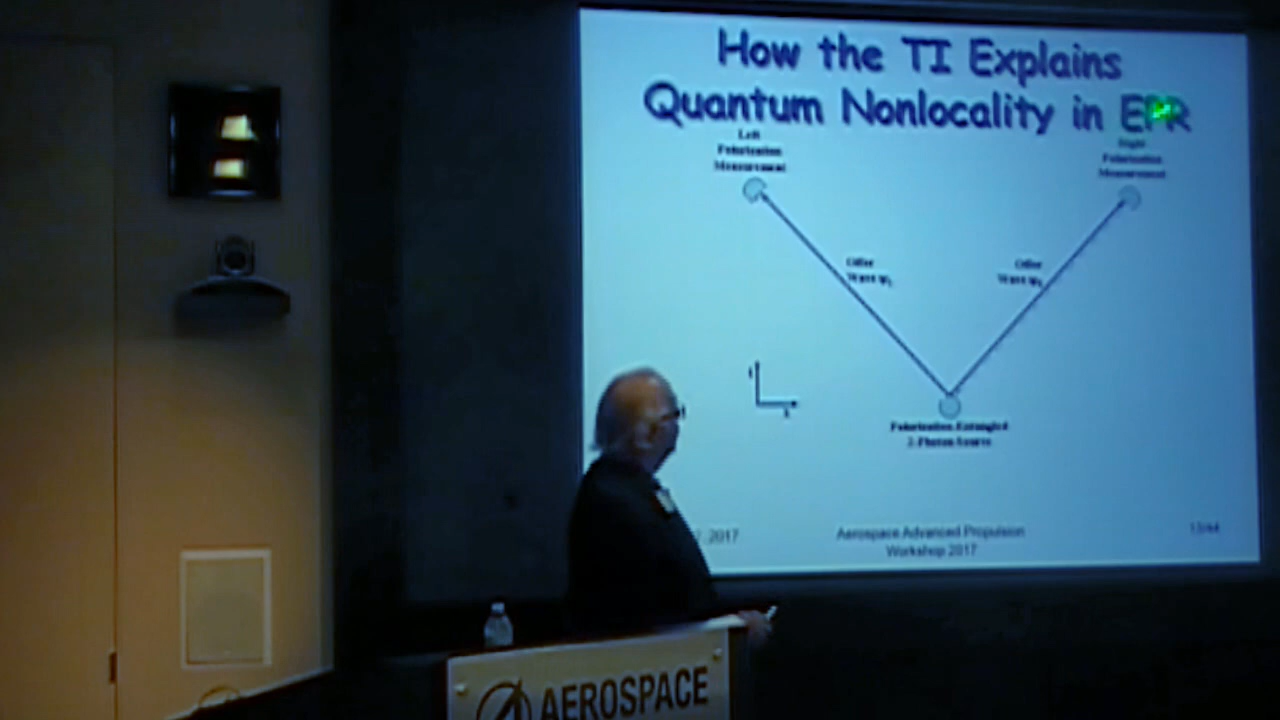 How the TI Explains
Quantum Nonlocality in EPR
Left
Polarization
Measurement
Right
Polarization
Measurement
Offer
Wave ψ₁
Offer
Wave ψ₂
t
x
Polarization-Entangled
2-Photon Source
, 2017
Aerospace Advanced Propulsion
Workshop 2017
13/44
AEROSPACE